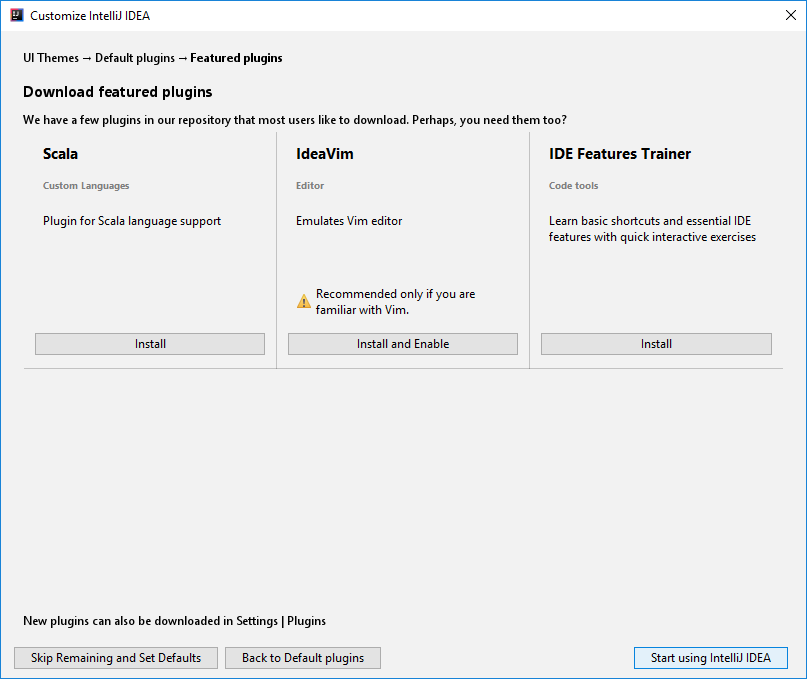 Customize IntelliJ IDEA
UI Themes → Default plugins → Featured plugins
Download featured plugins
We have a few plugins in our repository that most users like to download. Perhaps, you need them too?
Scala
Custom Languages
Plugin for Scala language support
Install
IdeaVim
Editor
Emulates Vim editor
Recommended only if you are
familiar with Vim.
Install and Enable
IDE Features Trainer
Code tools
Learn basic shortcuts and essential IDE
features with quick interactive exercises
Install
New plugins can also be downloaded in Settings | Plugins
Skip Remaining and Set Defaults
Back to Default plugins
Start using IntelliJ IDEA